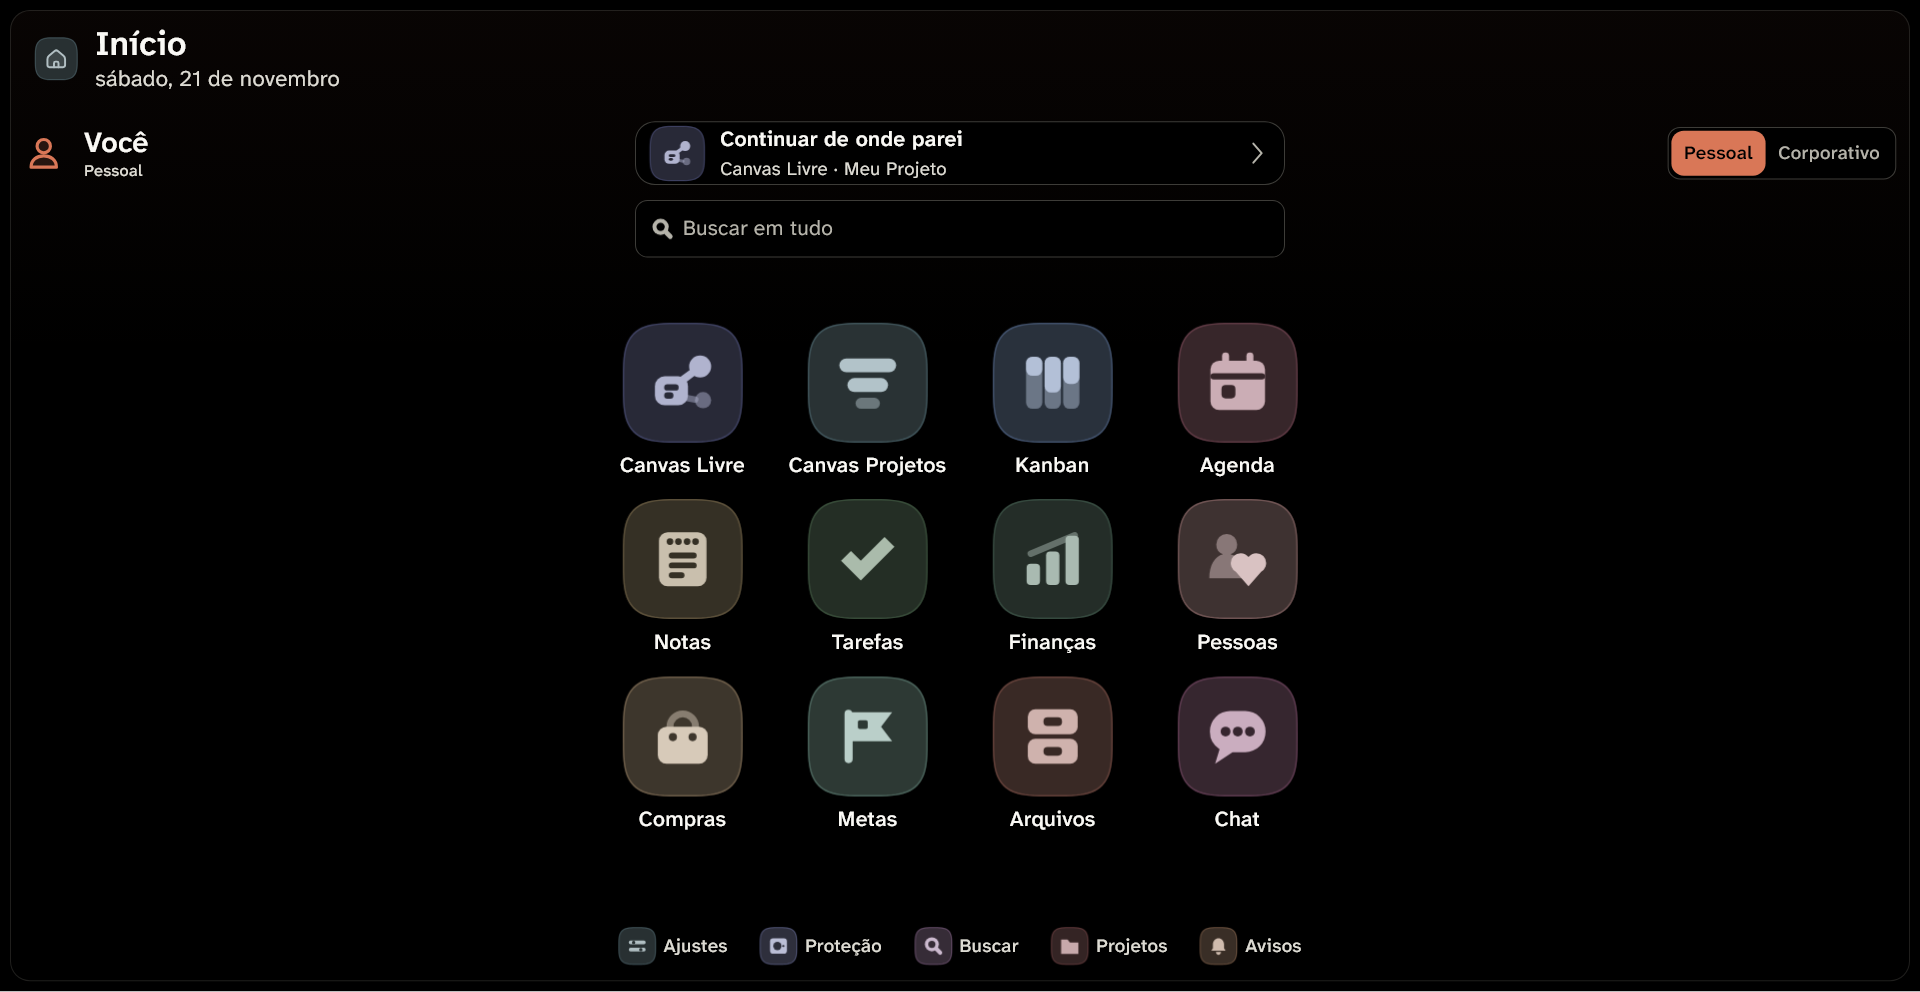 Início
sábado, 21 de novembro
Você
Pessoal
Continuar de onde parei
Canvas Livre · Meu Projeto
Pessoal
Corporativo
Buscar em tudo
Canvas Livre
Canvas Projetos
Kanban
Agenda
Notas
Tarefas
Finanças
Pessoas
Compras
Metas
Arquivos
Chat
Ajustes
Proteção
Buscar
Projetos
Avisos